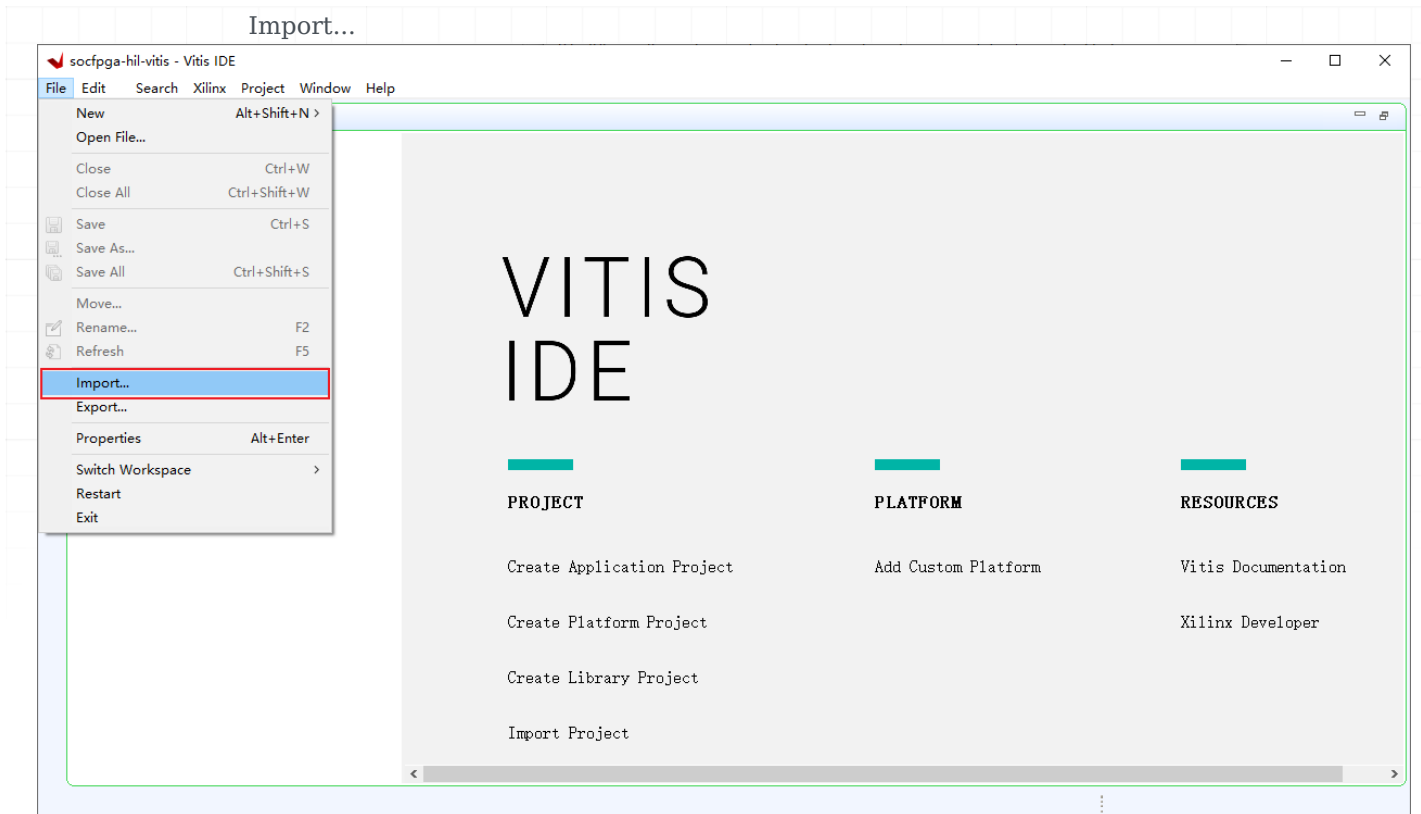 Import...
socfpga-hil-vitis - Vitis IDE
File Edit Search Xilinx Project Window Help
New Alt+Shift+N >
Open File...
Close Ctrl+W
Close All Ctrl+Shift+W
Save Ctrl+S
Save As...
Save All Ctrl+Shift+S
Move...
Rename... F2
Refresh F5
Import...
Export...
Properties Alt+Enter
Switch Workspace >
Restart
Exit
VITIS
IDE
PROJECT PLATFORM RESOURCES
Create Application Project Add Custom Platform Vitis Documentation
Create Platform Project Xilinx Developer
Create Library Project
Import Project